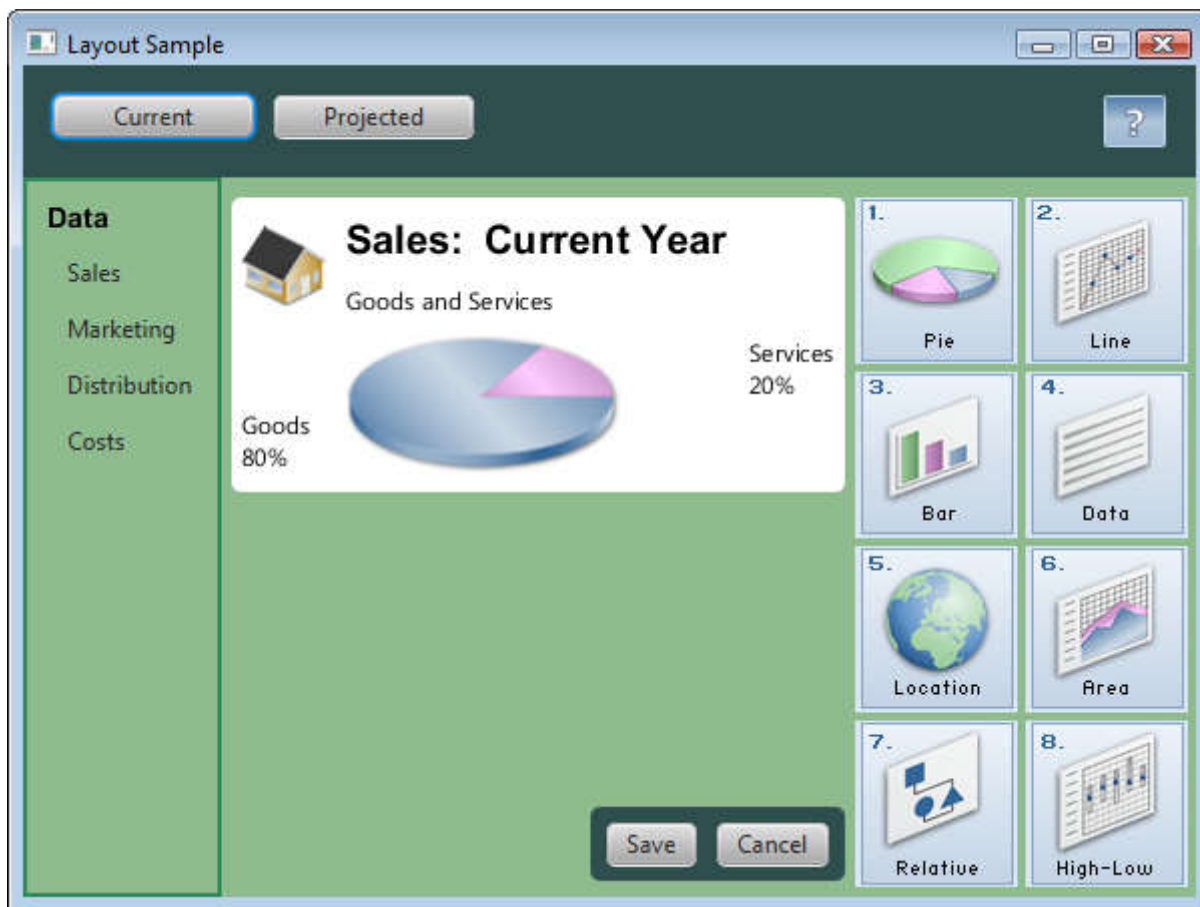 Layout Sample
Current
Projected
?
Data
Sales
Marketing
Distribution
Costs
Sales: Current Year
Goods and Services
Services
20%
Goods
80%
1.
Pie
2.
Line
3.
Bar
4.
Data
5.
Location
6.
Area
7.
Relative
8.
High-Low
Save
Cancel